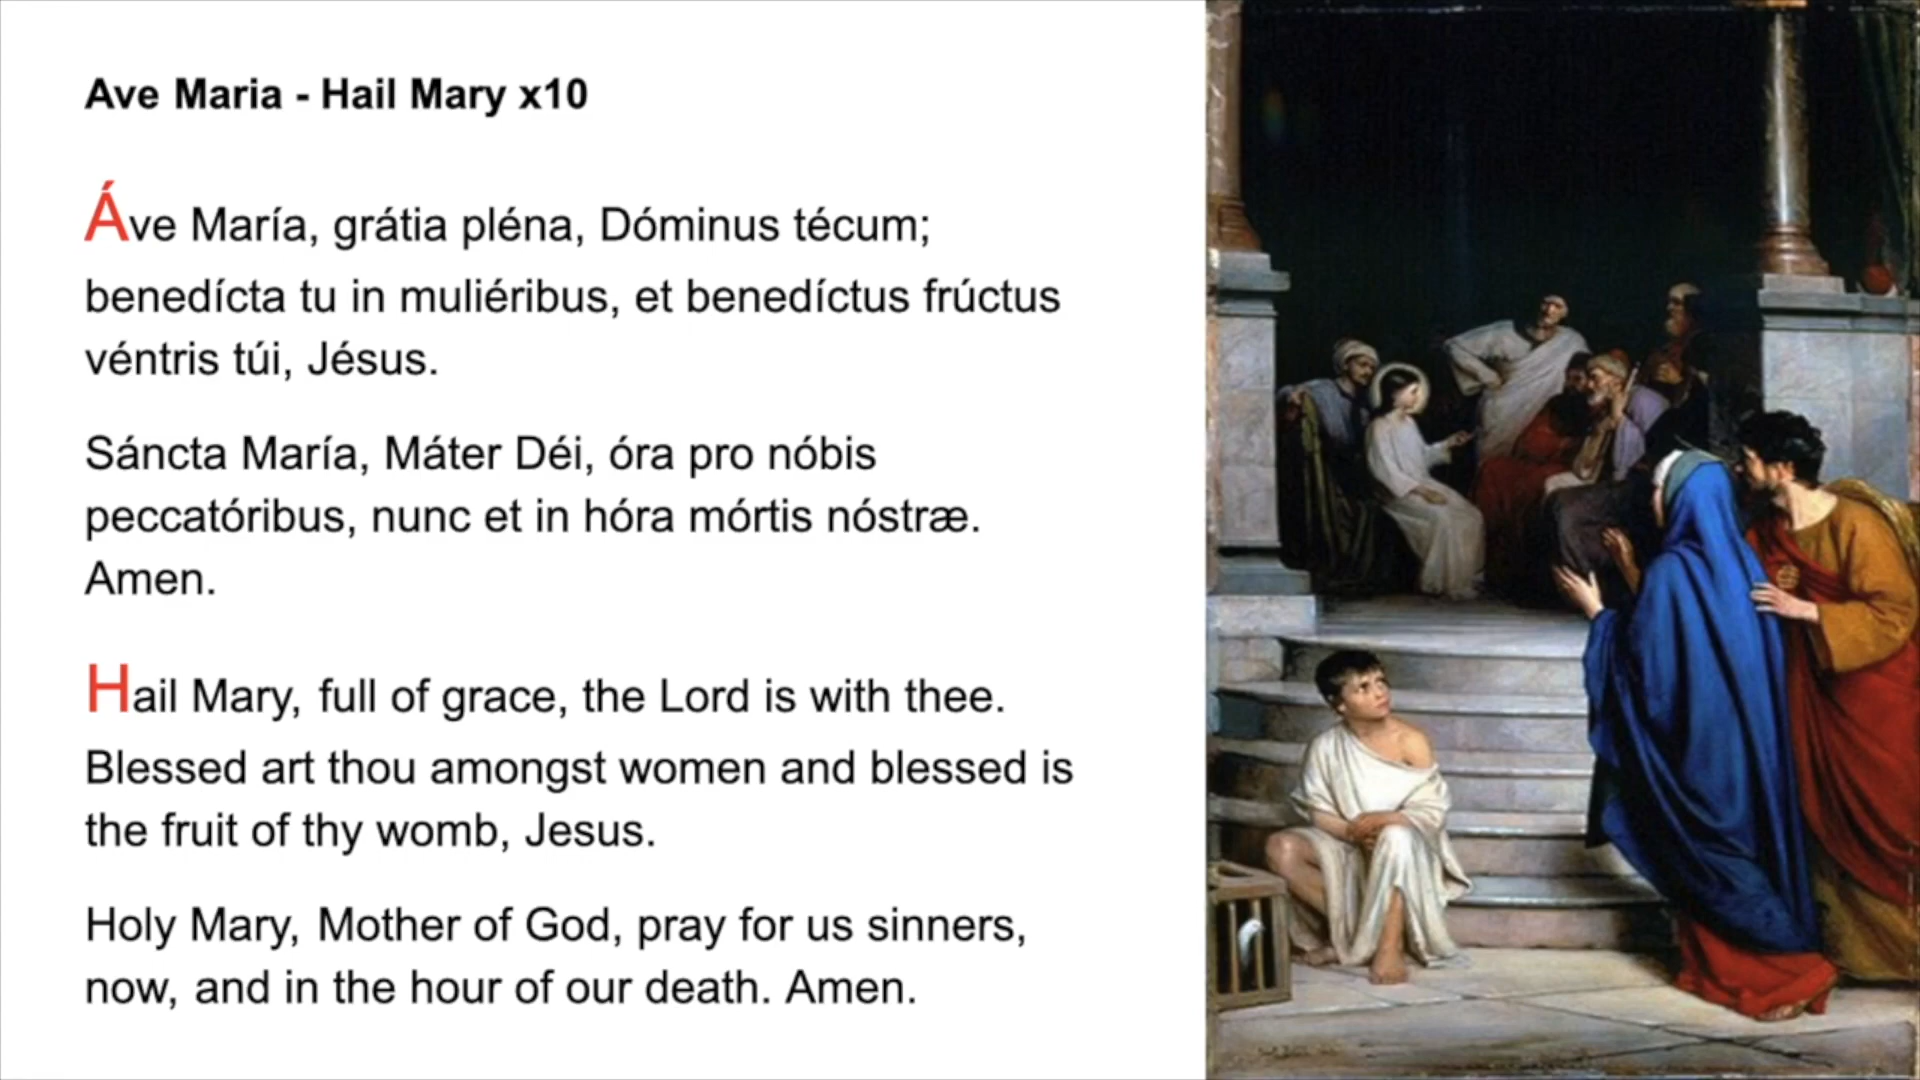 Ave Maria - Hail Mary x10
Áve María, grátia pléna, Dóminus técum;
benedícta tu in muliéribus, et benedíctus frúctus
véntris túi, Jésus.
Sáncta María, Máter Déi, óra pro nóbis
peccatóribus, nunc et in hóra mórtis nóstræ.
Amen.
Hail Mary, full of grace, the Lord is with thee.
Blessed art thou amongst women and blessed is
the fruit of thy womb, Jesus.
Holy Mary, Mother of God, pray for us sinners,
now, and in the hour of our death. Amen.